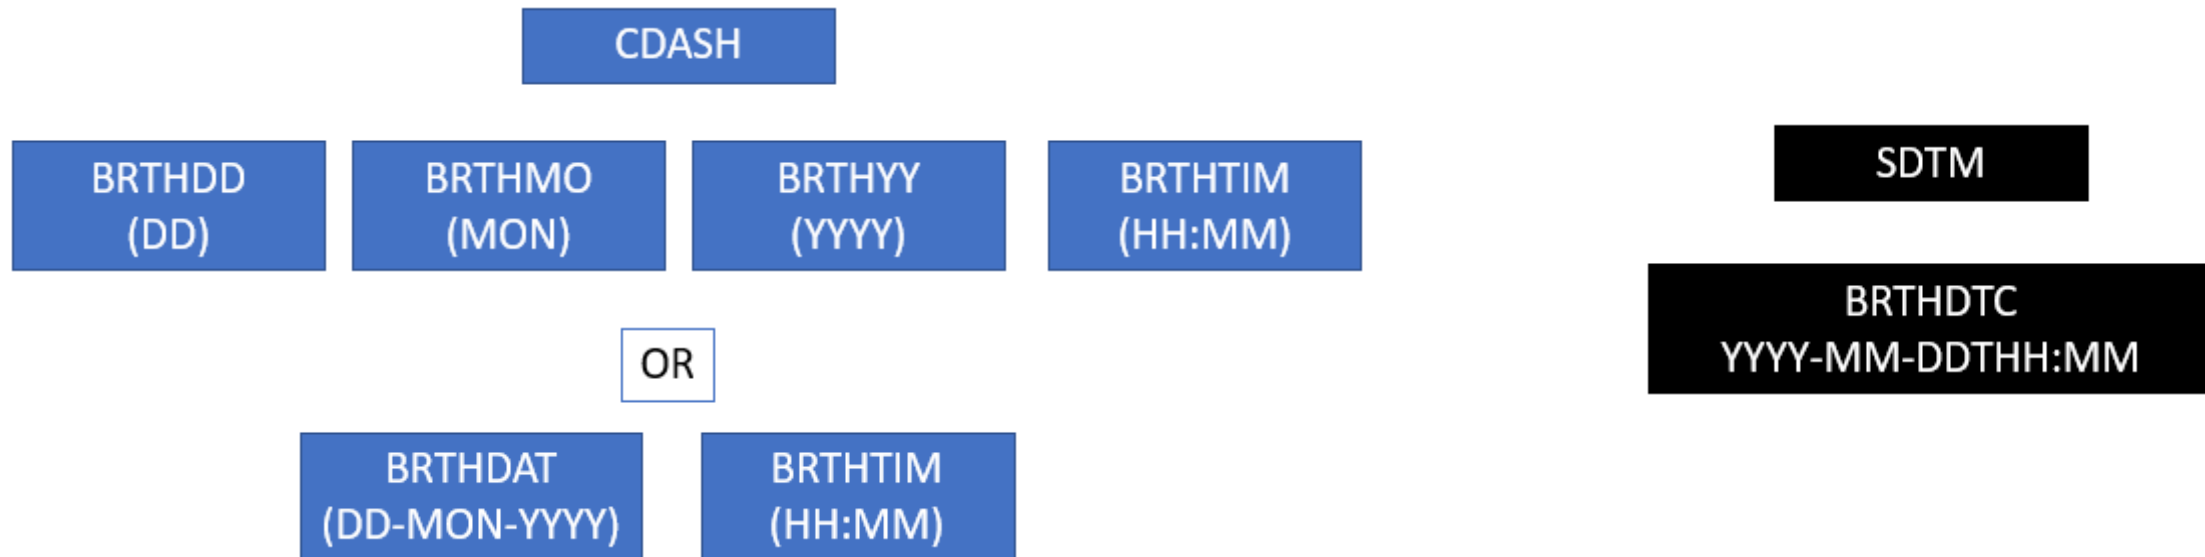 CDASH
BRTHDD
(DD)
BRTHMO
(MON)
BRTHYY
(YYYY)
BRTHTIM
(HH:MM)
OR
BRTHDAT
(DD-MON-YYYY)
BRTHTIM
(HH:MM)
SDTM
BRTHDTC
YYYY-MM-DDTHH:MM